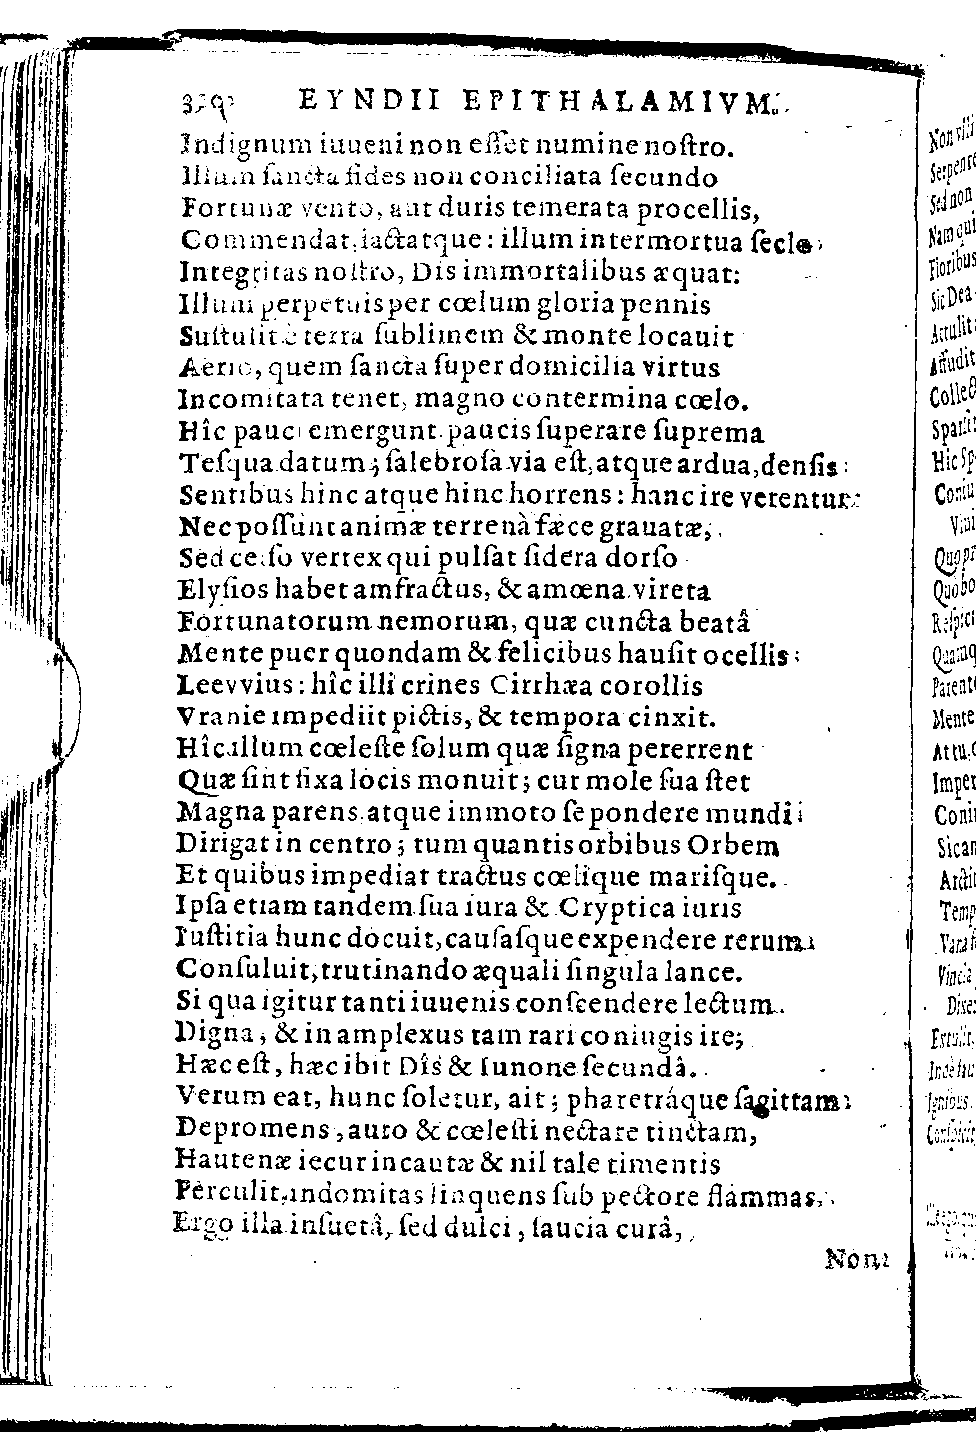 EYNDII EPITHALAMIVM.
Indignum iuueni non eſſet numine noſtro.
Illum ſancta fides non conciliata ſecundo
Fortunæ vento, aut duris temerata procellis,
Commendat, iactatque: illum intermortua ſeclo
Integritas noſtro, Dis immortalibus æquat:
Illum perpetuis per cœlum gloria pennis
Suſtulit è terra ſublimem & monte locauit
Aërio, quem ſancta ſuper domicilia virtus
Incomitata tenet, magno contermina cœlo.
Hîc pauci emergunt paucis ſuperare ſuprema
Teſqua datum; ſalebroſa via eſt, atque ardua, denſis
Sentibus hinc atque hinc horrens: hanc ire verentur
Nec poſſunt animæ terrenà fæce grauatæ,
Sed celſo vertex qui pulſat ſidera dorſo
Elyſios habet amfractus, & amœna vireta
Fortunatorum nemorum, quæ cuncta beatâ
Mente puer quondam & felicibus hauſit ocellis:
Leevvius: hîc illi crines Cirrhæa corollis
Vranie impediit pictis, & tempora cinxit.
Hîc illum cœleſte ſolum quæ ſigna pererrent
Quæ ſint fixa locis monuit; cur mole ſua ſtet
Magna parens atque immoto ſe pondere mundi
Dirigat in centro; tum quantis orbibus Orbem
Et quibus impediat tractus cœlique mariſque.
Ipſa etiam tandem ſua iura & Cryptica iuris
Iuſtitia hunc docuit, cauſaſque expendere rerum
Conſuluit, trutinando æquali ſingula lance.
Si qua igitur tanti iuuenis conſcendere lectum
Digna, & in amplexus tam rari coniugis ire;
Hæc eſt, hæc ibit Dîs & Iunone ſecundâ.
Verum eat, hunc ſoletur, ait; pharetráque ſagittam
Depromens, auro & cœleſti nectare tinctam,
Hautenæ iecur incautæ & nil tale timentis
Perculit, indomitas linquens ſub pectore flammas,
Ergo illa inſuetâ, ſed dulci, ſaucia curâ,
Non